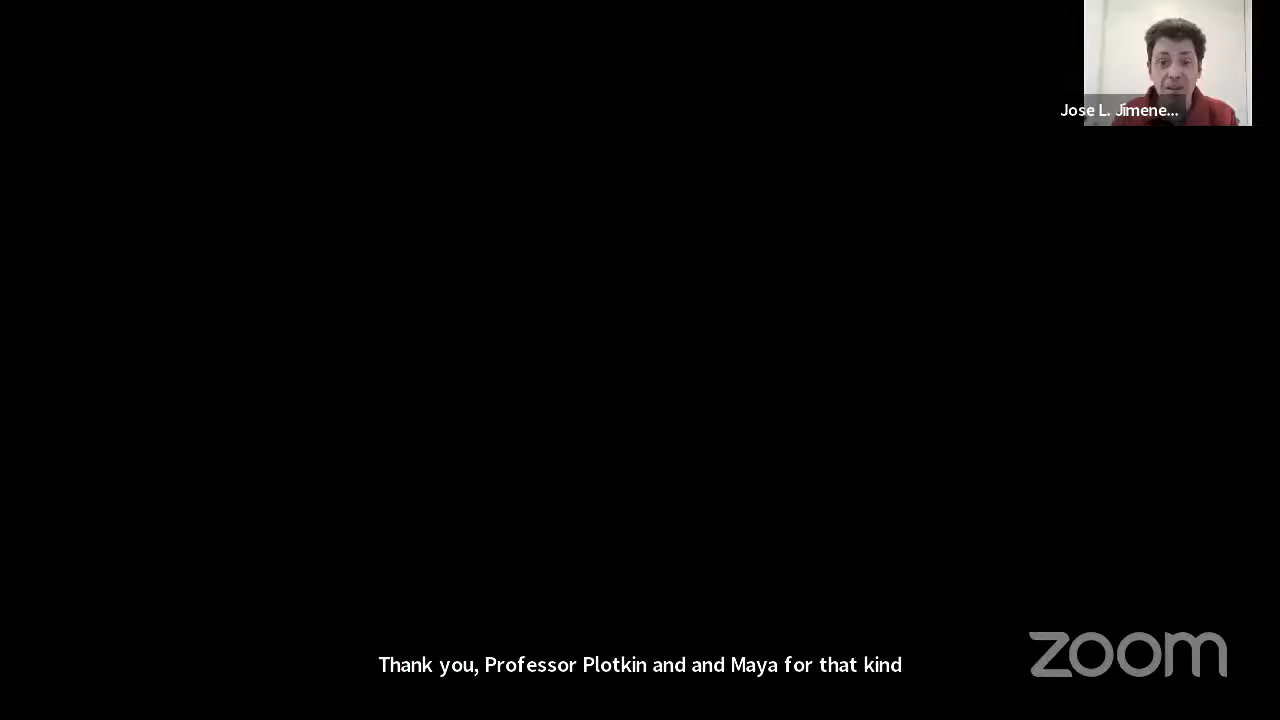 Jose L. Jimene...
Thank you, Professor Plotkin and and Maya for that kind
zoom